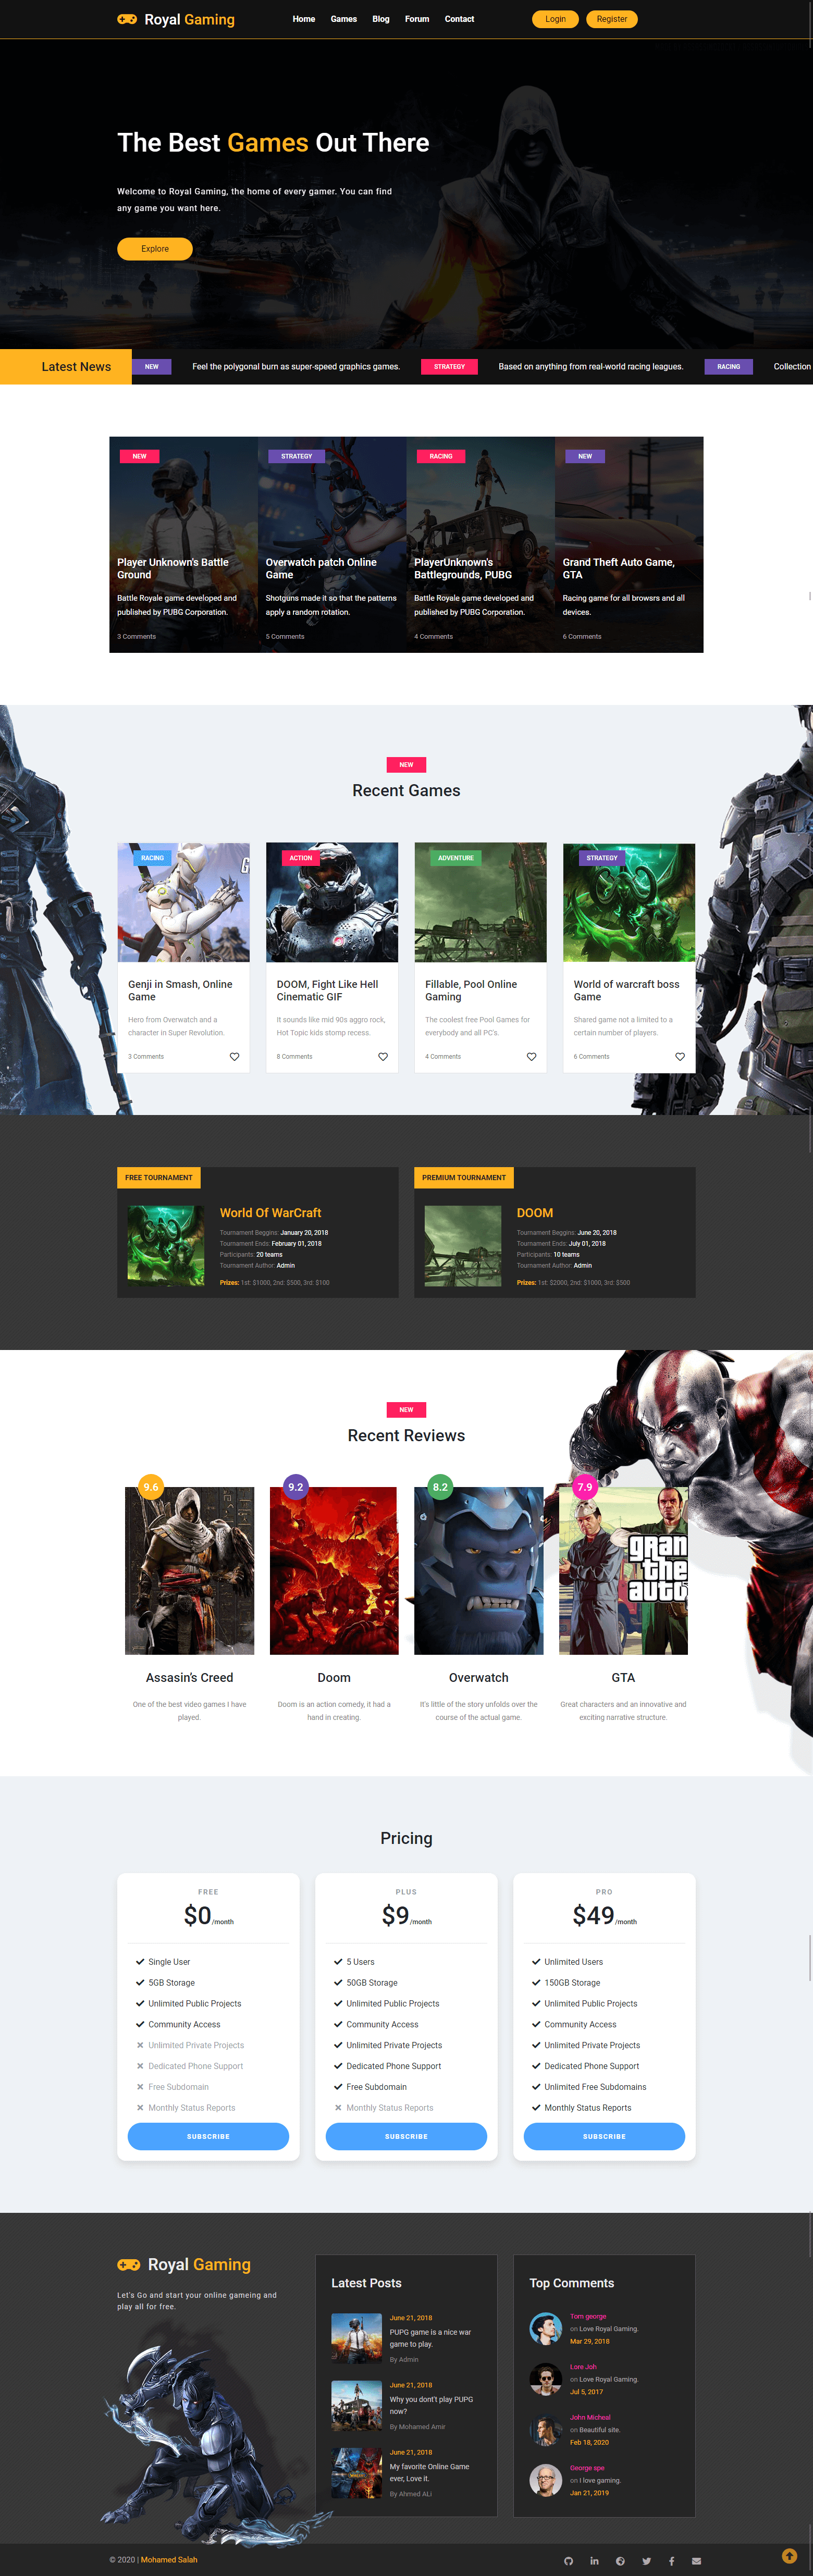 Royal Gaming
Home Games Blog Forum Contact
Login Register
The Best Games Out There
Welcome to Royal Gaming, the home of every gamer. You can find
any game you want here.
Explore
Latest News
NEW Feel the polygonal burn as super-speed graphics games. STRATEGY Based on anything from real-world racing leagues. RACING Collection
NEW
Player Unknown's Battle
Ground
Battle Royale game developed and
published by PUBG Corporation.
3 Comments
STRATEGY
Overwatch patch Online
Game
Shotguns made it so that the patterns
apply a random rotation.
5 Comments
RACING
PlayerUnknown's
Battlegrounds, PUBG
Battle Royale game developed and
published by PUBG Corporation.
4 Comments
NEW
Grand Theft Auto Game,
GTA
Racing game for all browsrs and all
devices.
6 Comments
NEW
Recent Games
RACING
G
Genji in Smash, Online
Game
Hero from Overwatch and a
character in Super Revolution.
3 Comments
ACTION
DOOM, Fight Like Hell
Cinematic GIF
It sounds like mid 90s aggro rock,
Hot Topic kids stomp recess.
8 Comments
ADVENTURE
Fillable, Pool Online
Gaming
The coolest free Pool Games for
everybody and all PC's.
4 Comments
STRATEGY
World of warcraft boss
Game
Shared game not a limited to a
certain number of players.
6 Comments
FREE TOURNAMENT
World Of WarCraft
Tournament Beggins: January 20, 2018
Tournament Ends: February 01, 2018
Participants: 20 teams
Tournament Author: Admin
Prizes: 1st: $1000, 2nd: $500, 3rd: $100
PREMIUM TOURNAMENT
DOOM
Tournament Beggins: June 20, 2018
Tournament Ends: July 01, 2018
Participants: 10 teams
Tournament Author: Admin
Prizes: 1st: $2000, 2nd: $1000, 3rd: $500
NEW
Recent Reviews
9.6
Assasin's Creed
One of the best video games I have
played.
9.2
Doom
Doom is an action comedy, it had a
hand in creating.
8.2
Overwatch
It's little of the story unfolds over the
course of the actual game.
7.9
gran
the
auto
GTA
Great characters and an innovative and
exciting narrative structure.
Pricing
FREE
$0/month
Single User
5GB Storage
Unlimited Public Projects
Community Access
Unlimited Private Projects
Dedicated Phone Support
Free Subdomain
Monthly Status Reports
SUBSCRIBE
PLUS
$9/month
5 Users
50GB Storage
Unlimited Public Projects
Community Access
Unlimited Private Projects
Dedicated Phone Support
Free Subdomain
Monthly Status Reports
SUBSCRIBE
PRO
$49/month
Unlimited Users
150GB Storage
Unlimited Public Projects
Community Access
Unlimited Private Projects
Dedicated Phone Support
Unlimited Free Subdomains
Monthly Status Reports
SUBSCRIBE
Royal Gaming
Let's Go and start your online gameing and
play all for free.
Latest Posts
June 21, 2018
PUPG game is a nice war
game to play.
By Admin
June 21, 2018
Why you dont't play PUPG
now?
By Mohamed Amir
June 21, 2018
My favorite Online Game
ever, Love it.
By Ahmed ALi
Top Comments
Tom george
on Love Royal Gaming.
Mar 29, 2018
Lore Joh
on Love Royal Gaming.
Jul 5, 2017
John Micheal
on Beautiful site.
Feb 18, 2020
George spe
on I love gaming.
Jan 21, 2019
© 2020 | Mohamed Salah